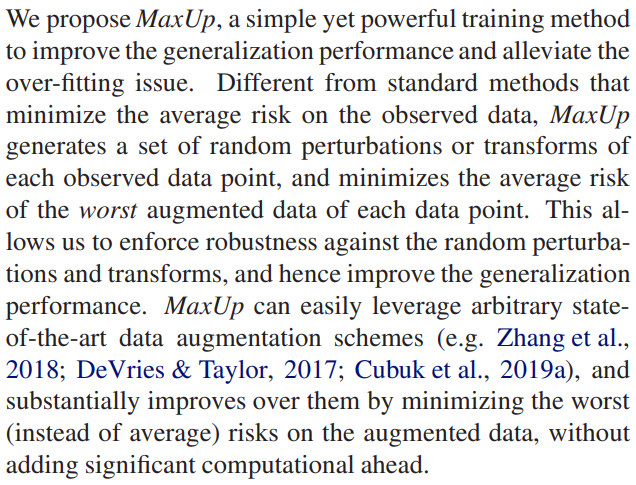 We propose MaxUp, a simple yet powerful training method
to improve the generalization performance and alleviate the
over-fitting issue. Different from standard methods that
minimize the average risk on the observed data, MaxUp
generates a set of random perturbations or transforms of
each observed data point, and minimizes the average risk
of the worst augmented data of each data point. This al-
lows us to enforce robustness against the random perturba-
tions and transforms, and hence improve the generalization
performance. MaxUp can easily leverage arbitrary state-
of-the-art data augmentation schemes (e.g. Zhang et al.,
2018; DeVries & Taylor, 2017; Cubuk et al., 2019a), and
substantially improves over them by minimizing the worst
(instead of average) risks on the augmented data, without
adding significant computational ahead.